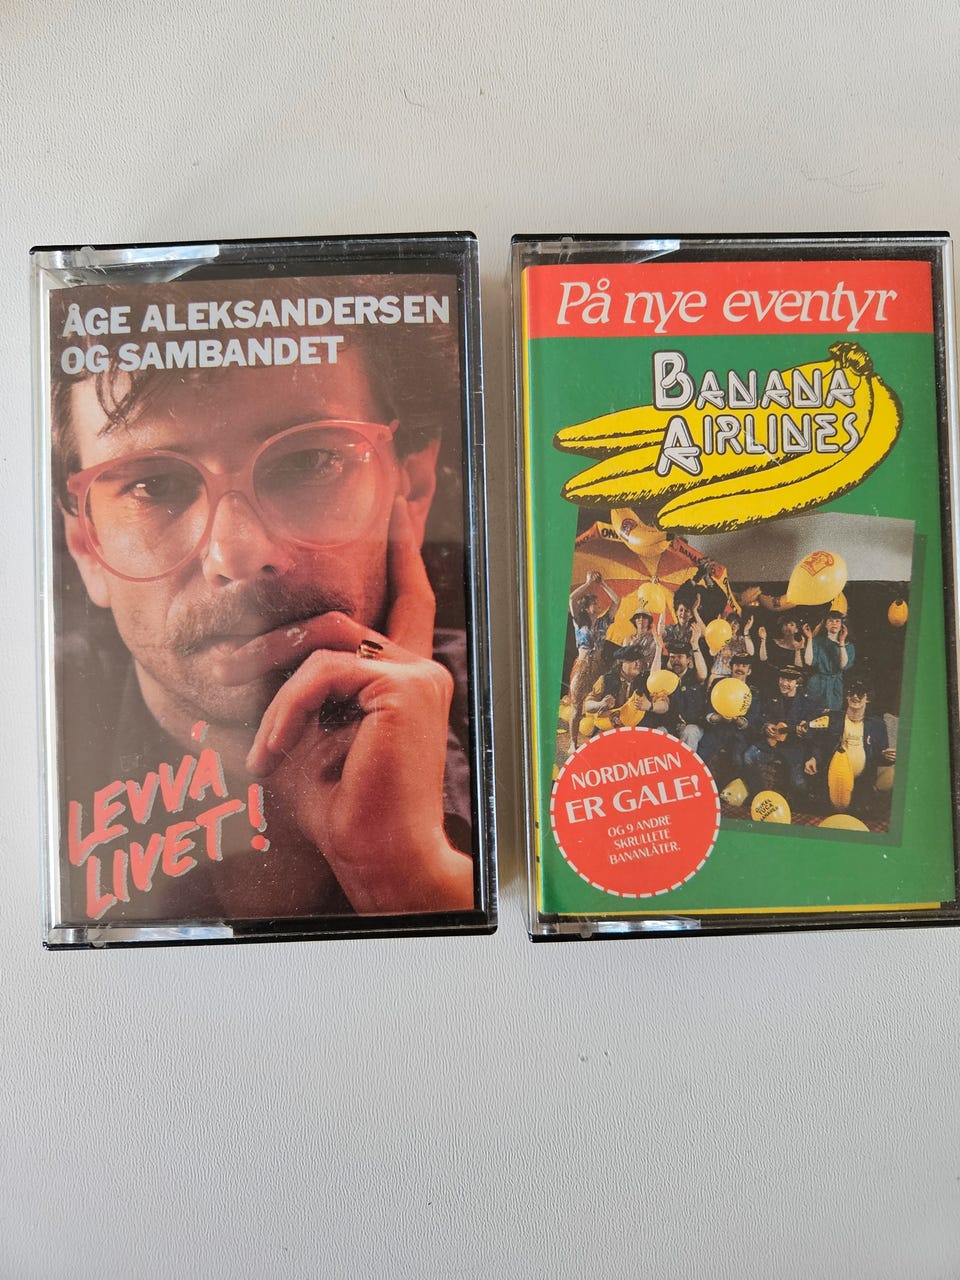 ÅGE ALEKSANDERSEN
OG SAMBANDET
LEVVÅ
LIVET!
På nye eventyr
BANANA
AIRLINES
NORDMENN
ER GALE!
OG 9 ANDRE
SKRULLETE
BANANLÅTER.